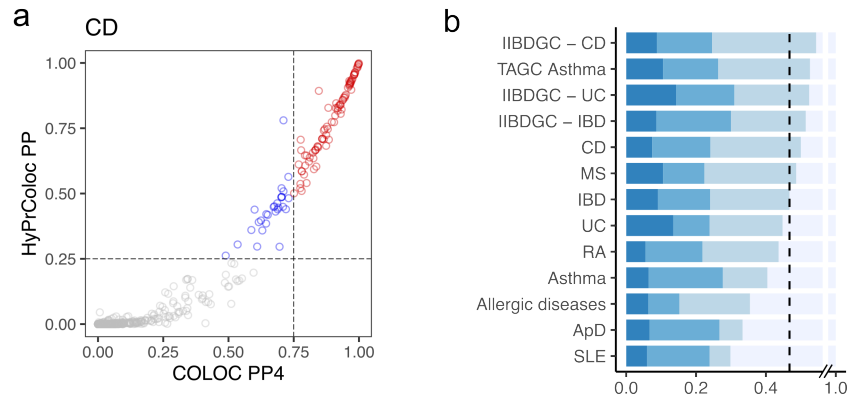 a
CD
HyPrColoc PP
1.00
0.75
0.50
0.25
0.00
0.00 0.25 0.50 0.75 1.00
COLOC PP4
b
IIBDGC − CD
TAGC Asthma
IIBDGC − UC
IIBDGC − IBD
CD
MS
IBD
UC
RA
Asthma
Allergic diseases
ApD
SLE
0.0 0.2 0.4 1.0